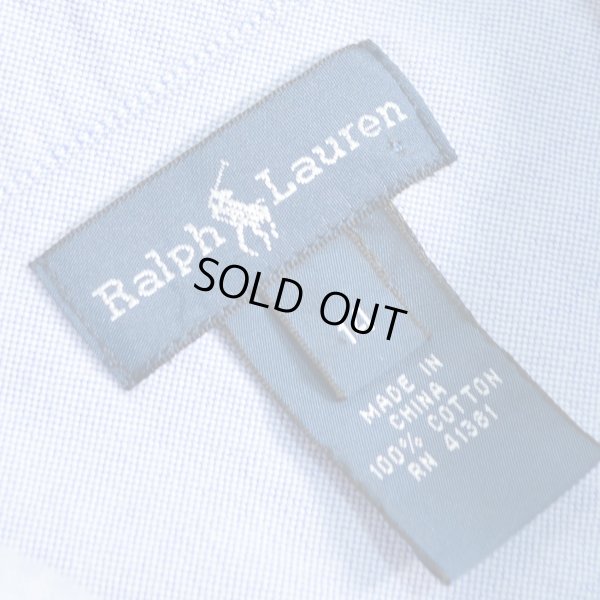 Ralph Lauren
SOLD OUT
MADE IN
CHINA
100% COTTON
RN 41381